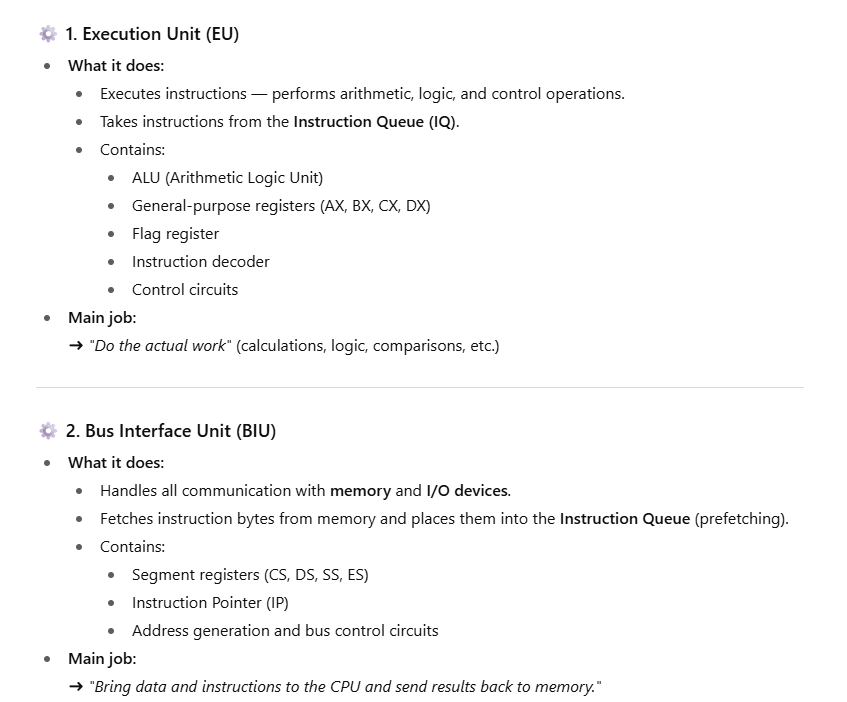 ⚙️ 1. Execution Unit (EU)
• What it does:
• Executes instructions — performs arithmetic, logic, and control operations.
• Takes instructions from the Instruction Queue (IQ).
• Contains:
• ALU (Arithmetic Logic Unit)
• General-purpose registers (AX, BX, CX, DX)
• Flag register
• Instruction decoder
• Control circuits
• Main job:
➜ "Do the actual work" (calculations, logic, comparisons, etc.)
⚙️ 2. Bus Interface Unit (BIU)
• What it does:
• Handles all communication with memory and I/O devices.
• Fetches instruction bytes from memory and places them into the Instruction Queue (prefetching).
• Contains:
• Segment registers (CS, DS, SS, ES)
• Instruction Pointer (IP)
• Address generation and bus control circuits
• Main job:
➜ "Bring data and instructions to the CPU and send results back to memory."